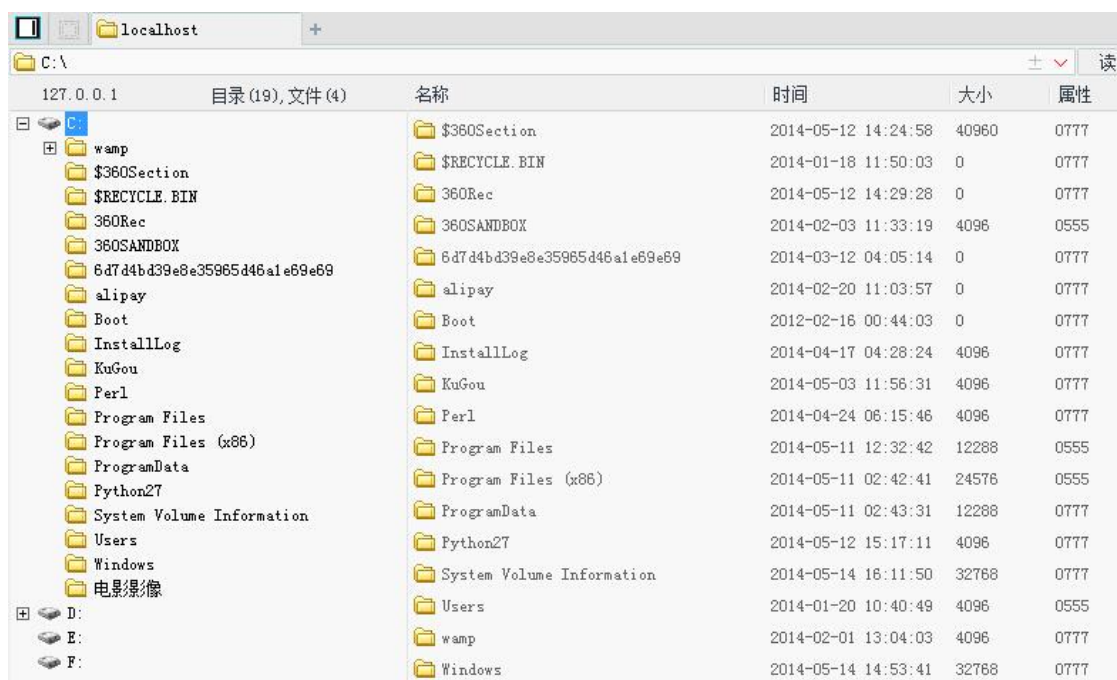 localhost +
C:\ 读
127.0.0.1 目录(19),文件(4) 名称 时间 大小 属性
C:
wamp
$360Section
$RECYCLE.BIN
360Rec
360SANDBOX
6d7d4bd39e8e35965d46a1e69e69
alipay
Boot
InstallLog
KuGou
Perl
Program Files
Program Files (x86)
ProgramData
Python27
System Volume Information
Users
Windows
电影影像
D:
E:
F:
$360Section 2014-05-12 14:24:58 40960 0777
$RECYCLE.BIN 2014-01-18 11:50:03 0 0777
360Rec 2014-05-12 14:29:28 0 0777
360SANDBOX 2014-02-03 11:33:19 4096 0555
6d7d4bd39e8e35965d46a1e69e69 2014-03-12 04:05:14 0 0777
alipay 2014-02-20 11:03:57 0 0777
Boot 2012-02-16 00:44:03 0 0777
InstallLog 2014-04-17 04:28:24 4096 0777
KuGou 2014-05-03 11:56:31 4096 0777
Perl 2014-04-24 06:15:46 4096 0777
Program Files 2014-05-11 12:32:42 12288 0555
Program Files (x86) 2014-05-11 02:42:41 24576 0555
ProgramData 2014-05-11 02:43:31 12288 0777
Python27 2014-05-12 15:17:11 4096 0777
System Volume Information 2014-05-14 16:11:50 32768 0777
Users 2014-01-20 10:40:49 4096 0555
wamp 2014-02-01 13:04:03 4096 0777
Windows 2014-05-14 14:53:41 32768 0777